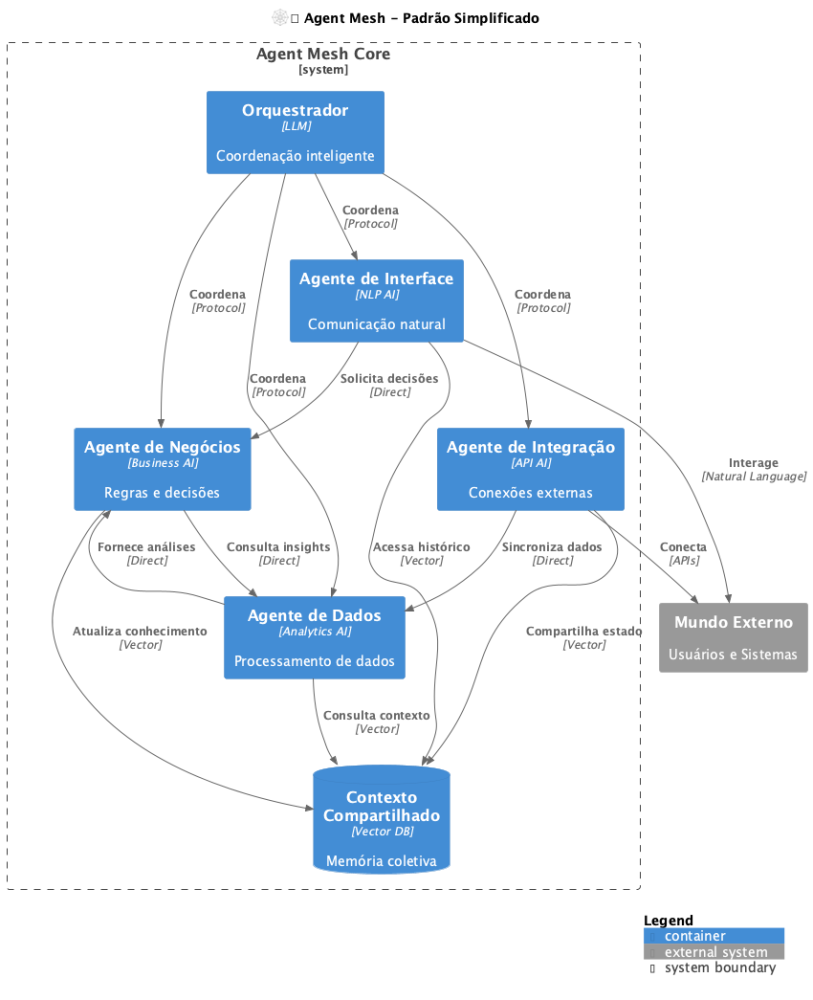 🕸️ Agent Mesh - Padrão Simplificado
Agent Mesh Core
[system]
Orquestrador
[LLM]
Coordenação inteligente
Coordena
[Protocol]
Agente de Interface
[NLP AI]
Comunicação natural
Coordena
[Protocol]
Coordena
[Protocol]
Coordena
[Protocol]
Solicita decisões
[Direct]
Agente de Negócios
[Business AI]
Regras e decisões
Agente de Integração
[API AI]
Conexões externas
Interage
[Natural Language]
Fornece análises
[Direct]
Consulta insights
[Direct]
Acessa histórico
[Vector]
Sincroniza dados
[Direct]
Conecta
[APIs]
Agente de Dados
[Analytics AI]
Processamento de dados
Atualiza conhecimento
[Vector]
Compartilha estado
[Vector]
Mundo Externo
Usuários e Sistemas
Consulta contexto
[Vector]
Contexto
Compartilhado
[Vector DB]
Memória coletiva
Legend
container
external system
system boundary